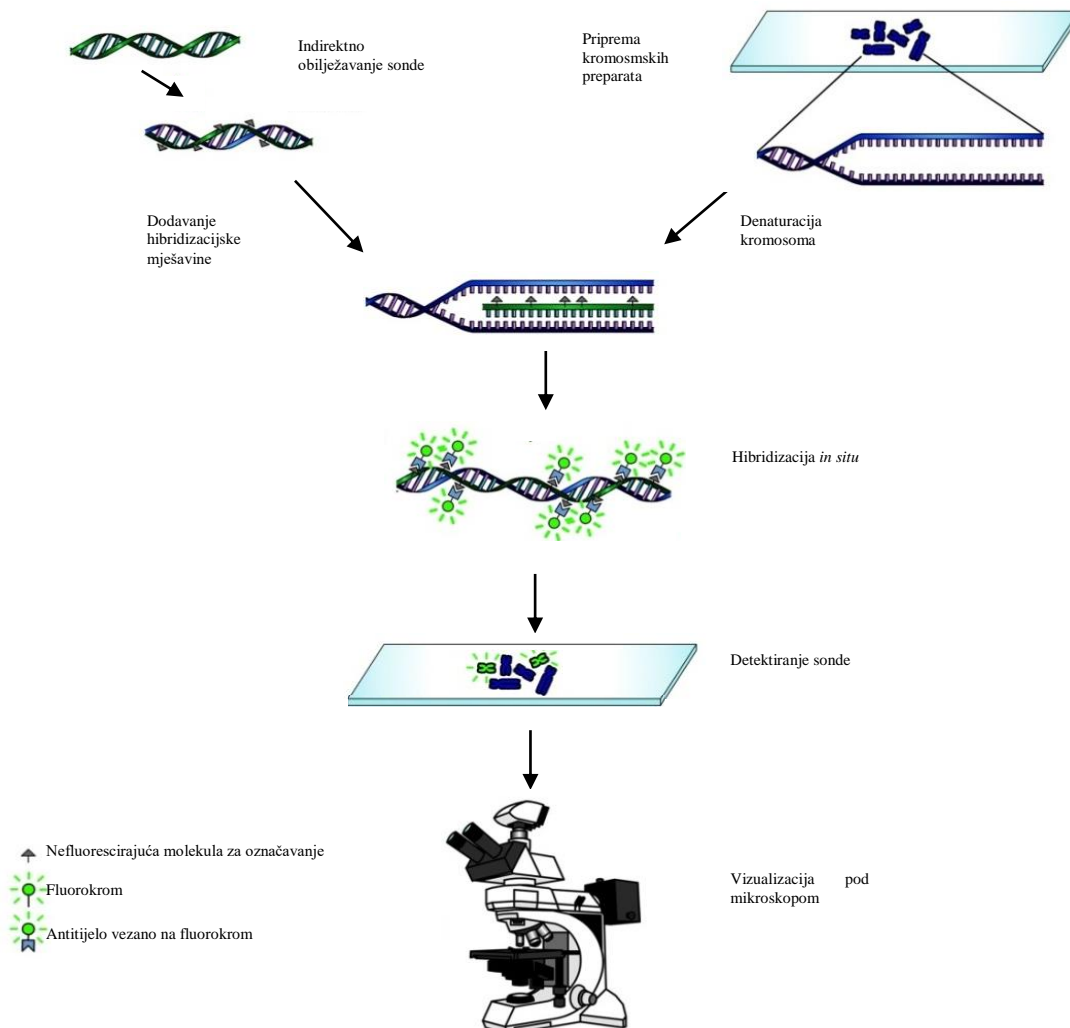 Indirektno
obilježavanje sonde
Priprema
kromosmskih
preparata
Dodavanje
hibridizacijske
mješavine
Denaturacija
kromosoma
Hibridizacija in situ
Detektiranje sonde
Nefluorescirajuća molekula za označavanje
Fluorokrom
Antitijelo vezano na fluorokrom
Vizualizacija pod
mikroskopom